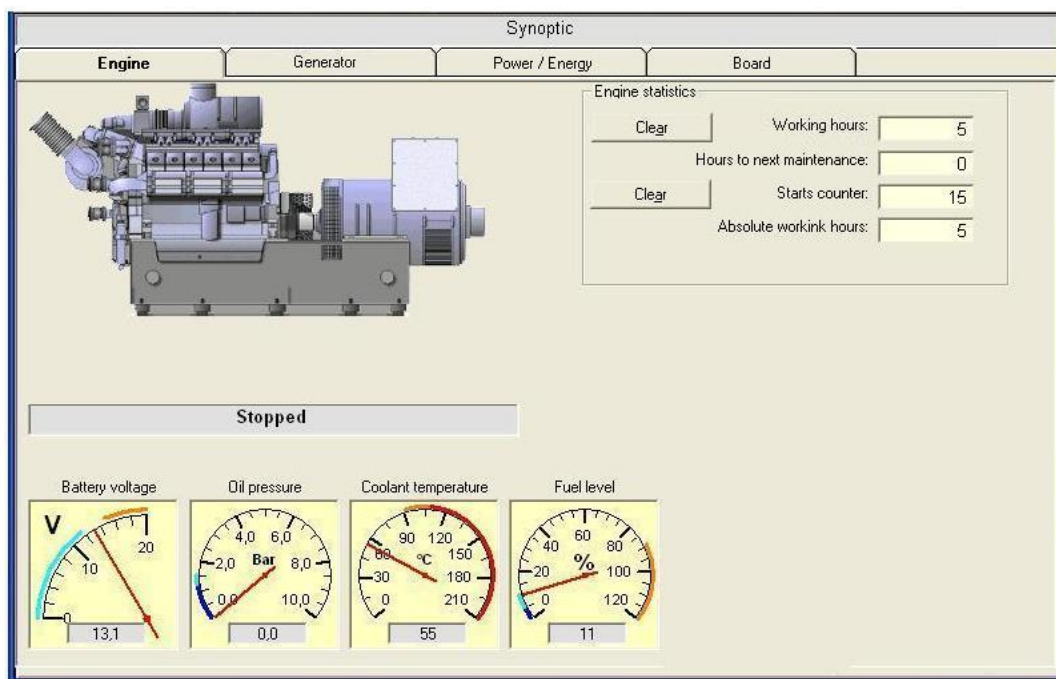 Synoptic
Engine Generator Power / Energy Board
Engine statistics
Clear Working hours: 5
Hours to next maintenance: 0
Clear Starts counter: 15
Absolute workink hours: 5
Stopped
Battery voltage Oil pressure Coolant temperature Fuel level
V 0 10 20
13,1
Bar 0,0 2,0 4,0 6,0 8,0 10,0
0,0
°C 0 30 60 90 120 150 180 210
55
% 0 20 40 60 80 100 120
11